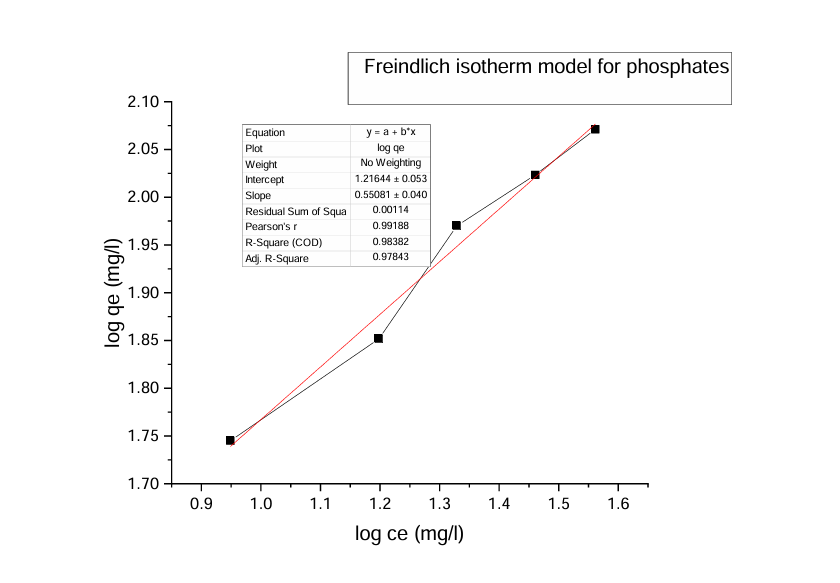 Freindlich isotherm model for phosphates
2.10
2.05
2.00
1.95
1.90
1.85
1.80
1.75
1.70
log qe (mg/l)
Equation y = a + b*x
Plot log qe
Weight No Weighting
Intercept 1.21644 ± 0.053
Slope 0.55081 ± 0.040
Residual Sum of Squa 0.00114
Pearson's r 0.99188
R-Square (COD) 0.98382
Adj. R-Square 0.97843
0.9 1.0 1.1 1.2 1.3 1.4 1.5 1.6
log ce (mg/l)